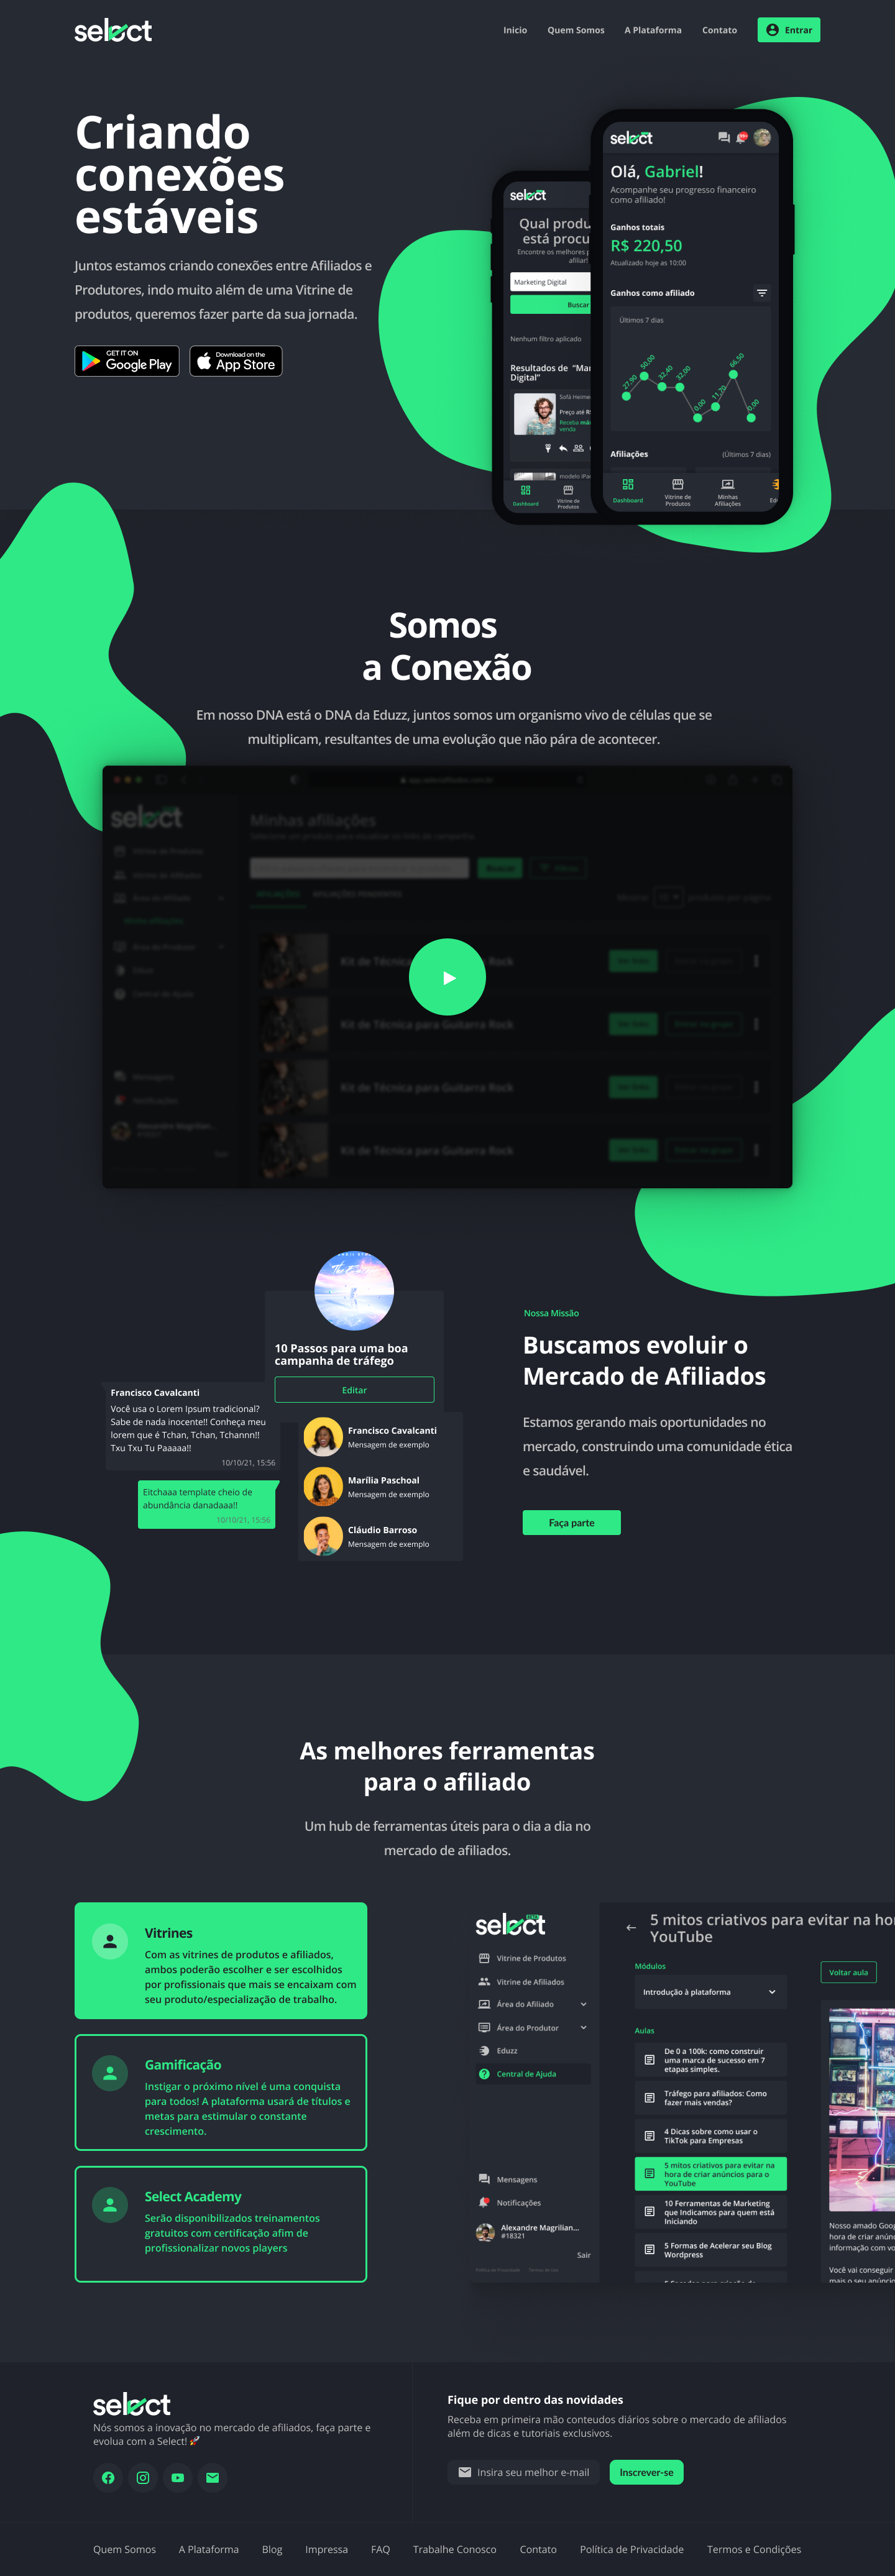 select
Inicio
Quem Somos
A Plataforma
Contato
Entrar
Criando
conexões
estáveis
Juntos estamos criando conexões entre Afiliados e
Produtores, indo muito além de uma Vitrine de
produtos, queremos fazer parte da sua jornada.
GET IT ON
Google Play
Download on the
App Store
select
Qual produ
está procu
Encontre os melhores p
afiliar!
Marketing Digital
Buscar
Nenhum filtro aplicado
Resultados de "Mar
Digital"
Sofá Heime
Preço até R$
Receba má
venda
modelo iPa
Dashboard
Vitrine de
Produtos
select
Olá, Gabriel!
Acompanhe seu progresso financeiro
como afiliado!
Ganhos totais
R$ 220,50
Atualizado hoje as 10:00
Ganhos como afiliado
Últimos 7 dias
27,90
50,00
32,40
32,00
0,00
11,70
66,50
0,00
Afiliações
(Últimos 7 dias)
Dashboard
Vitrine de
Produtos
Minhas
Afiliações
Ed
Somos
a Conexão
Em nosso DNA está o DNA da Eduzz, juntos somos um organismo vivo de células que se
multiplicam, resultantes de uma evolução que não pára de acontecer.
select
Minhas afiliações
Kit de Técnica para Guitarra Rock
Kit de Técnica para Guitarra Rock
Kit de Técnica para Guitarra Rock
Kit de Técnica para Guitarra Rock
10 Passos para uma boa
campanha de tráfego
Editar
Francisco Cavalcanti
Você usa o Lorem Ipsum tradicional?
Sabe de nada inocente!! Conheça meu
lorem que é Tchan, Tchan, Tchannn!!
Txu Txu Tu Paaaaa!!
10/10/21, 15:56
Eitchaaa template cheio de
abundância danadaaa!!
10/10/21, 15:56
Francisco Cavalcanti
Mensagem de exemplo
Marília Paschoal
Mensagem de exemplo
Cláudio Barroso
Mensagem de exemplo
Nossa Missão
Buscamos evoluir o
Mercado de Afiliados
Estamos gerando mais oportunidades no
mercado, construindo uma comunidade ética
e saudável.
Faça parte
As melhores ferramentas
para o afiliado
Um hub de ferramentas úteis para o dia a dia no
mercado de afiliados.
Vitrines
Com as vitrines de produtos e afiliados,
ambos poderão escolher e ser escolhidos
por profissionais que mais se encaixam com
seu produto/especialização de trabalho.
Gamificação
Instigar o próximo nível é uma conquista
para todos! A plataforma usará de títulos e
metas para estimular o constante
crescimento.
Select Academy
Serão disponibilizados treinamentos
gratuitos com certificação afim de
profissionalizar novos players
select
Vitrine de Produtos
Vitrine de Afiliados
Área do Afiliado
Área do Produtor
Eduzz
Central de Ajuda
Mensagens
Notificações
Alexandre Magrilian...
#18321
Sair
5 mitos criativos para evitar na ho
YouTube
Módulos
Introdução à plataforma
Aulas
De 0 a 100k: como construir
uma marca de sucesso em 7
etapas simples.
Tráfego para afiliados: Como
fazer mais vendas?
4 Dicas sobre como usar o
TikTok para Empresas
5 mitos criativos para evitar na
hora de criar anúncios para o
YouTube
10 Ferramentas de Marketing
que Indicamos para quem está
Iniciando
5 Formas de Acelerar seu Blog
Wordpress
Voltar aula
Nosso amado Goog
hora de criar anúnc
informação com vo
Você vai conseguir
mais o seu anúncio
select
Nós somos a inovação no mercado de afiliados, faça parte e
evolua com a Select! 🚀
Fique por dentro das novidades
Receba em primeira mão conteudos diários sobre o mercado de afiliados
além de dicas e tutoriais exclusivos.
Insira seu melhor e-mail
Inscrever-se
Quem Somos
A Plataforma
Blog
Impressa
FAQ
Trabalhe Conosco
Contato
Política de Privacidade
Termos e Condições